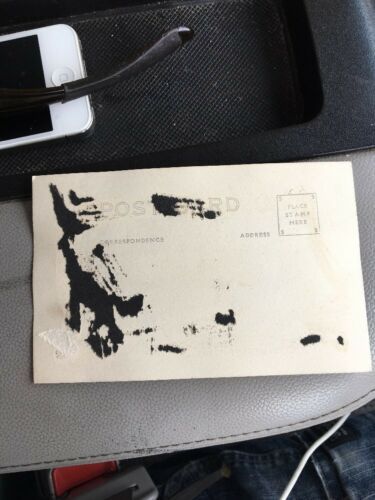 POST CARD
CORRESPONDENCE
ADDRESS
PLACE
STAMP
HERE